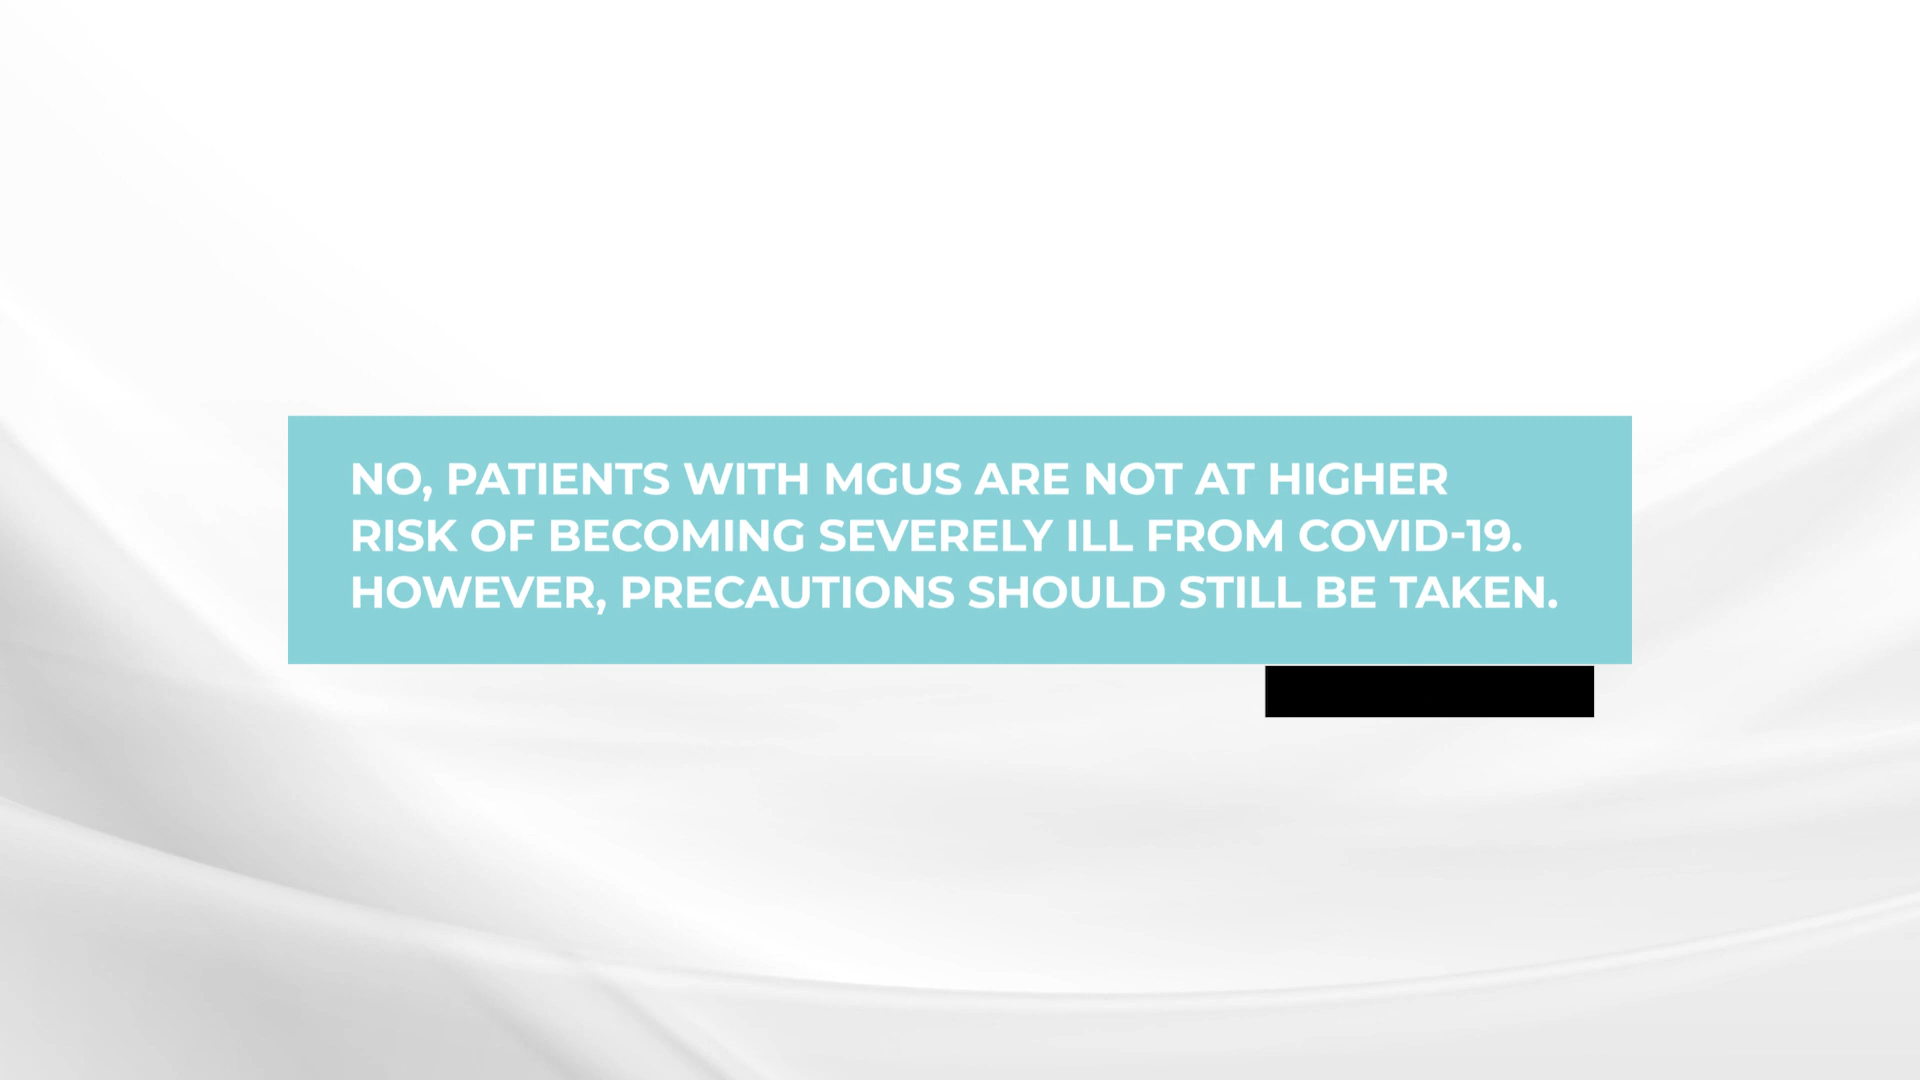 NO, PATIENTS WITH MGUS ARE NOT AT HIGHER
RISK OF BECOMING SEVERELY ILL FROM COVID-19.
HOWEVER, PRECAUTIONS SHOULD STILL BE TAKEN.